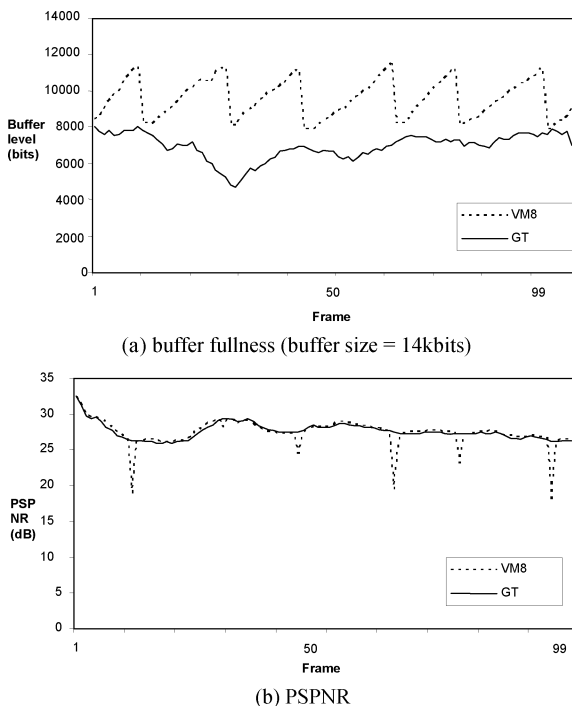 14000
12000
10000
8000
6000
4000
2000
0
Buffer
level
(bits)
VM8
GT
1
50
99
Frame
(a) buffer fullness (buffer size = 14kbits)
35
30
25
20
15
10
5
0
PSP
NR
(dB)
VM8
GT
1
50
99
Frame
(b) PSPNR